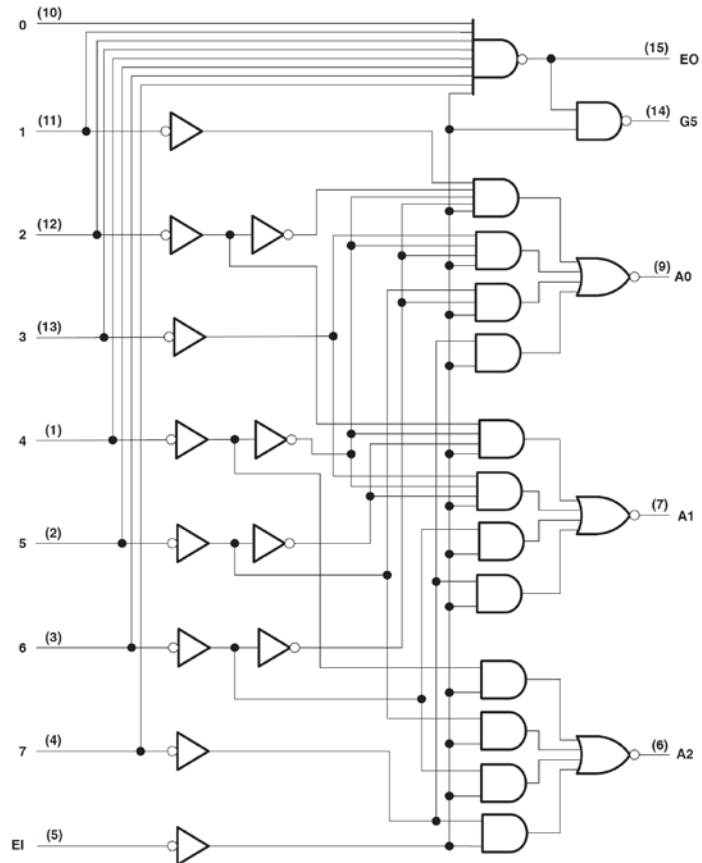 0 (10)
(15) EO
(14) G5
1 (11)
2 (12)
(9) A0
3 (13)
4 (1)
(7) A1
5 (2)
6 (3)
7 (4)
(6) A2
EI (5)